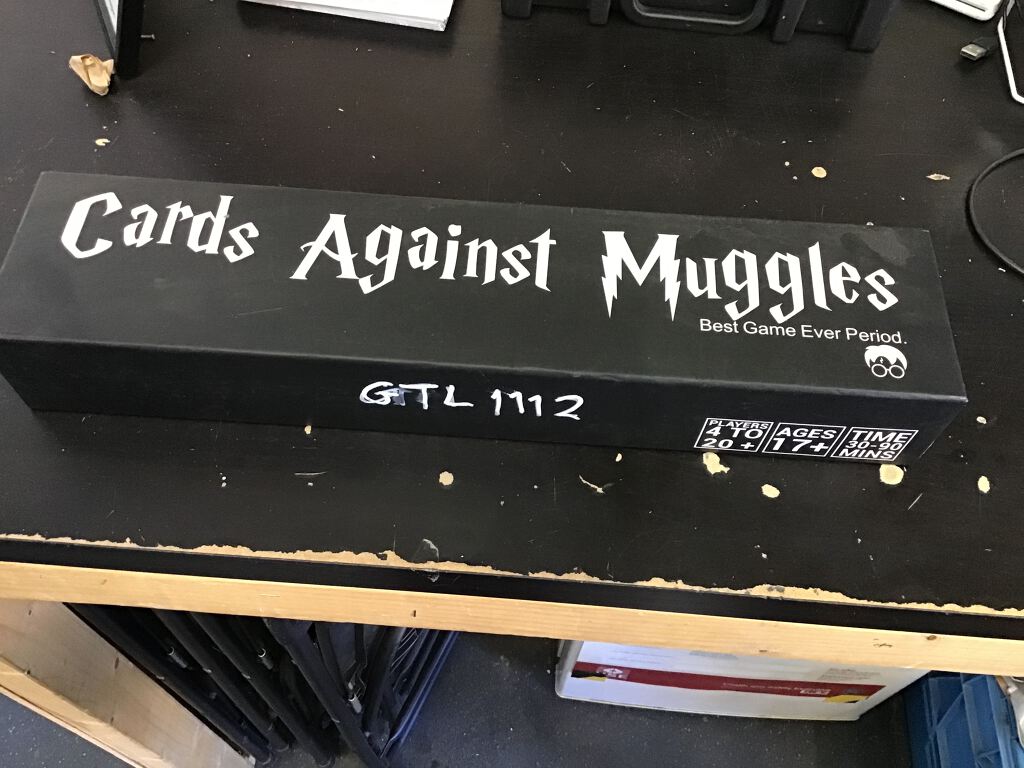 Cards Against Muggles
Best Game Ever Period.
GTL 1112
PLAYERS
4 TO
20 +
AGES
17+
TIME
30-90
MINS